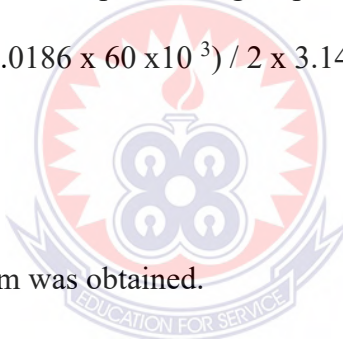 .0186 x 60 x10 ³) / 2 x 3.14
m was obtained.
EDUCATION FOR SERVICE